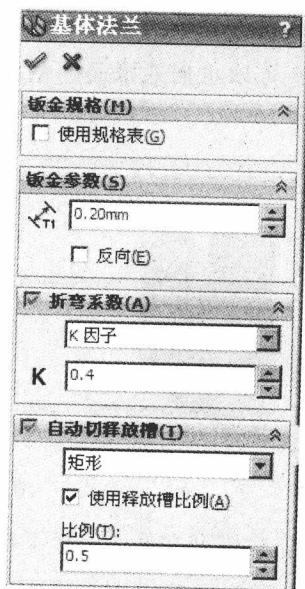 基体法兰 ?
钣金规格(M)
使用规格表(G)
钣金参数(S)
T1 0.20mm
反向(E)
折弯系数(A)
K 因子
K 0.4
自动切释放槽(T)
矩形
使用释放槽比例(A)
比例(T):
0.5